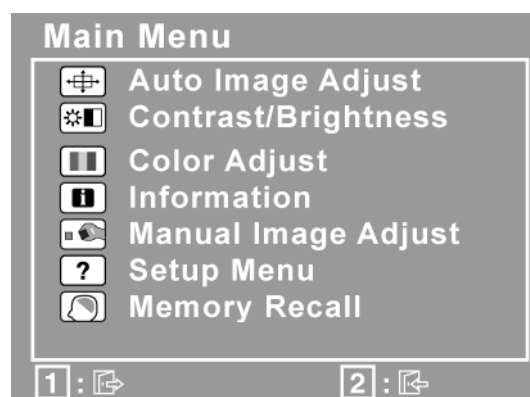 Main Menu
Auto Image Adjust
Contrast/Brightness
Color Adjust
i Information
Manual Image Adjust
? Setup Menu
Memory Recall
1 : 2 :